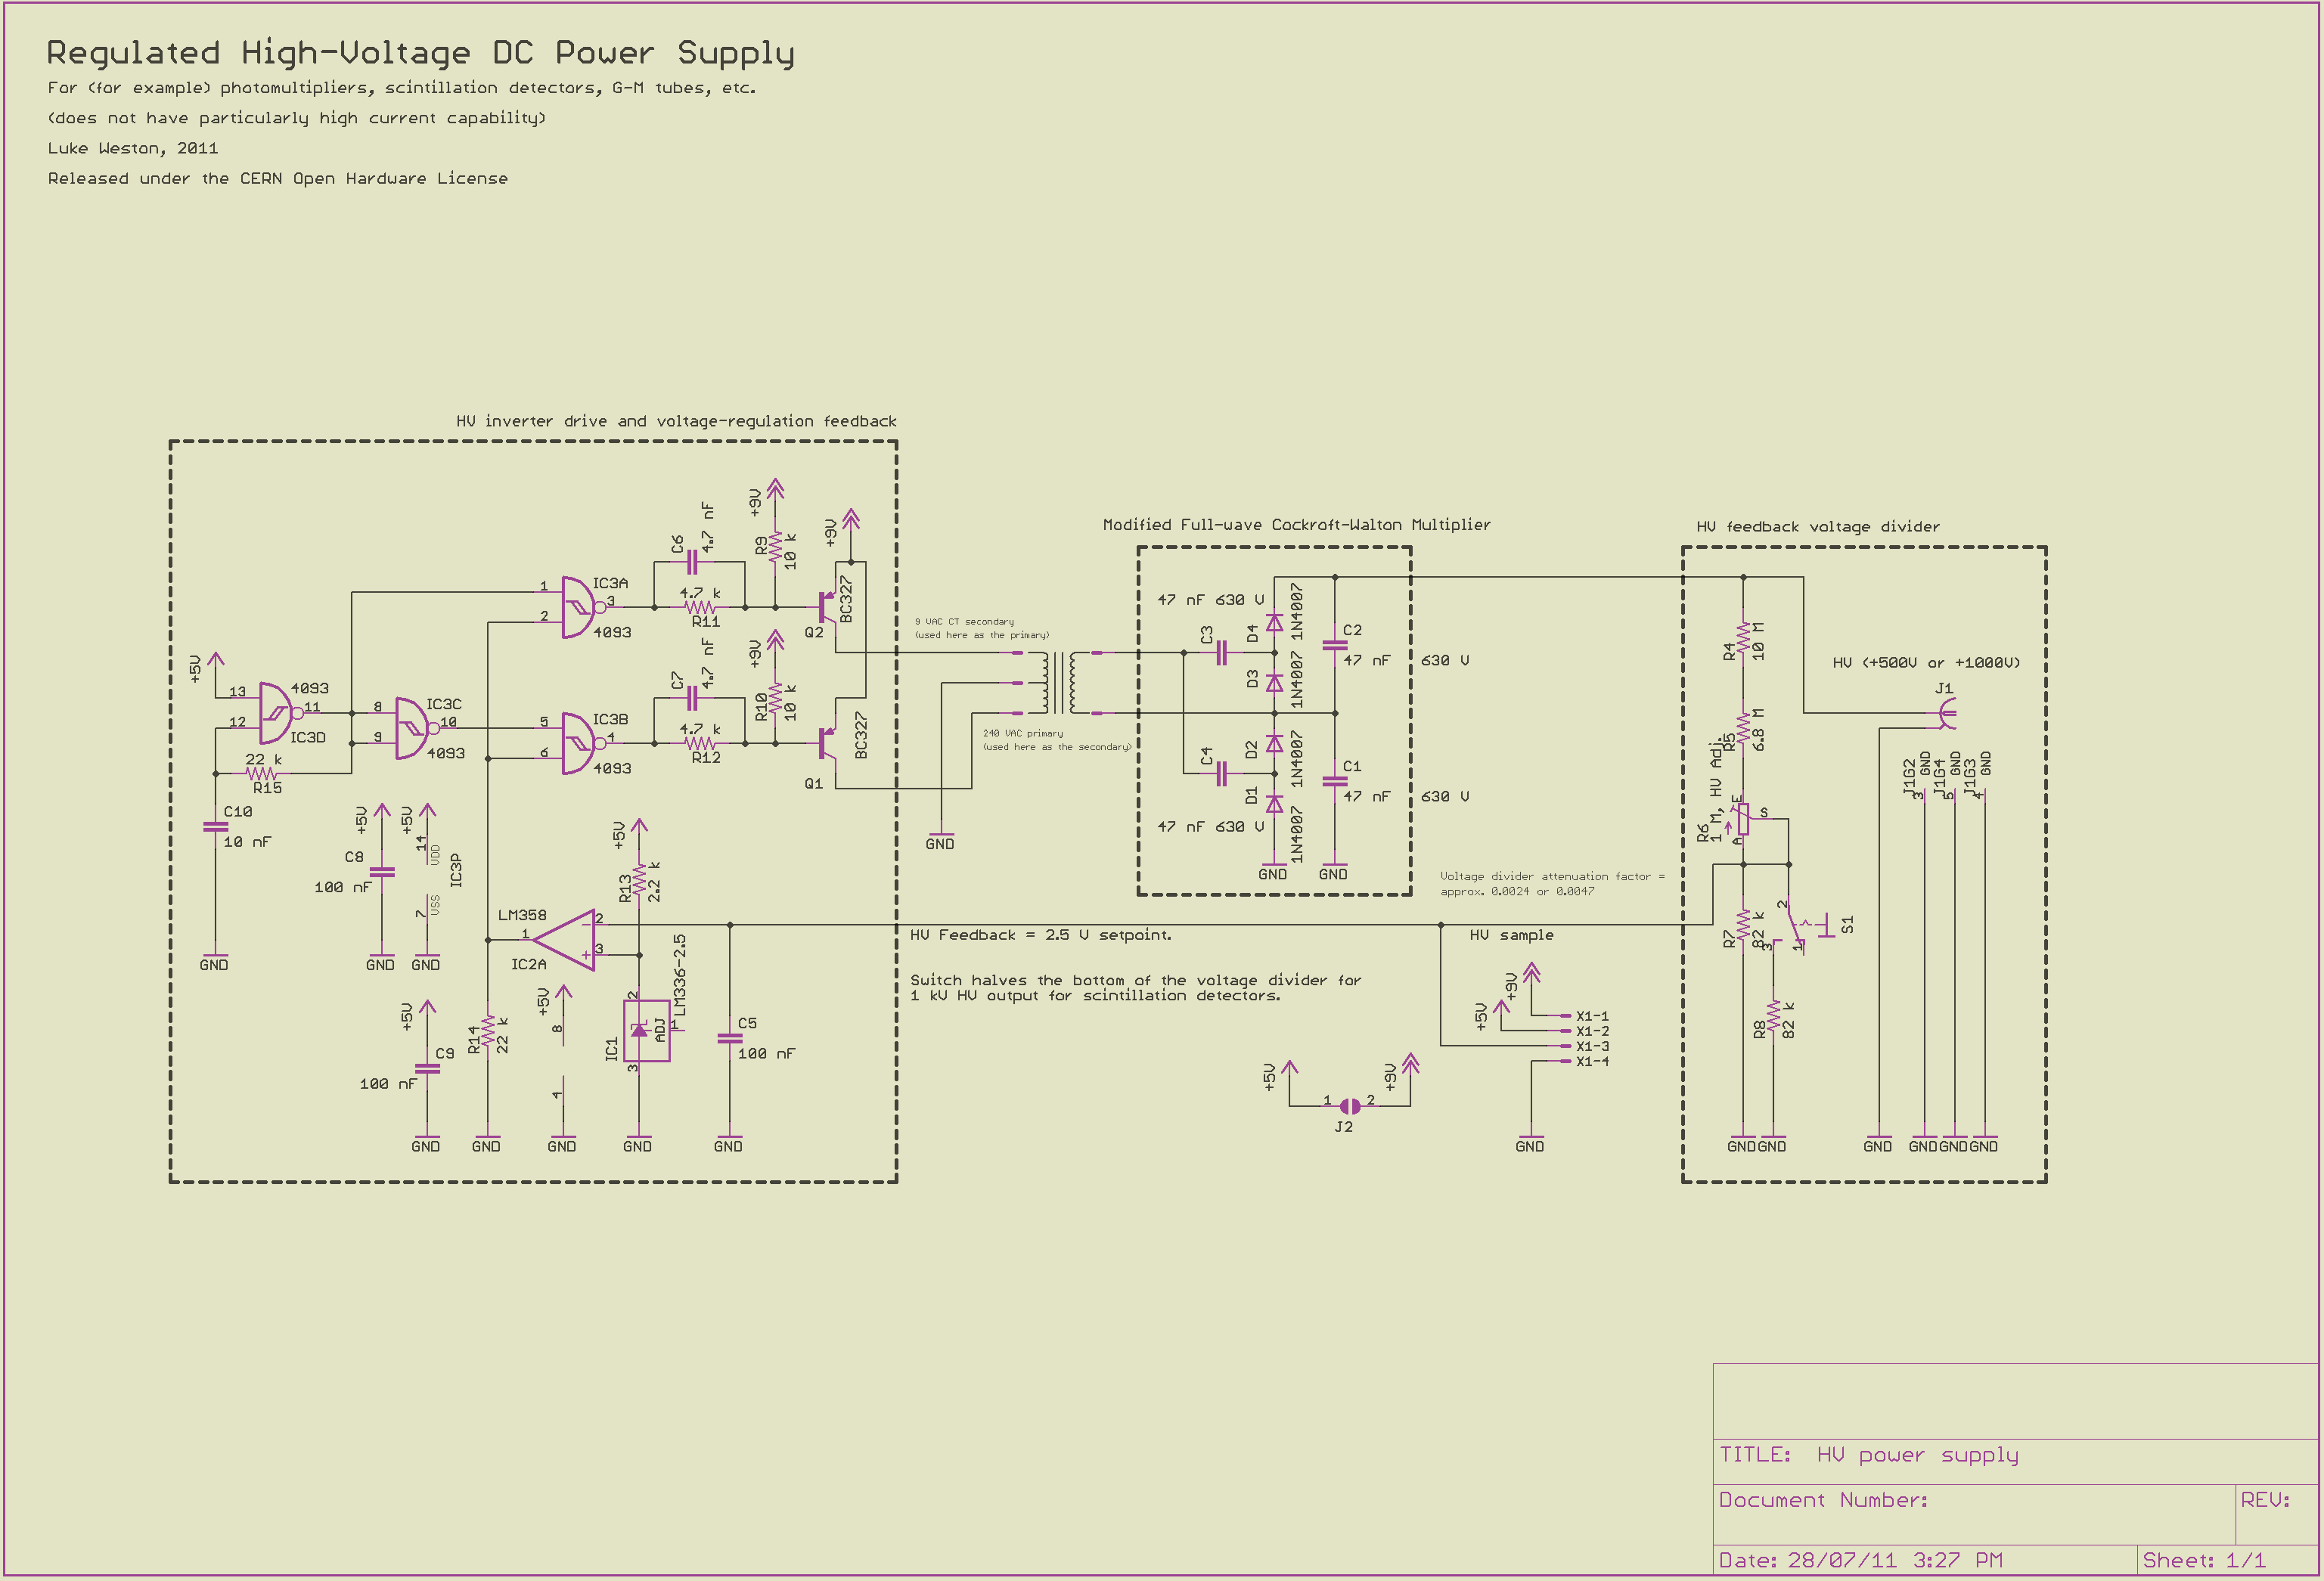 Regulated High-Voltage DC Power Supply
For (for example) photomultipliers, scintillation detectors, G-M tubes, etc.
(does not have particularly high current capability)
Luke Weston, 2011
Released under the CERN Open Hardware License
HV inverter drive and voltage-regulation feedback
+5V
13
12
4093
11
IC3D
22 k
R15
C10
10 nF
GND
8
9
IC3C
10
4093
+5V
C8
100 nF
GND
+5V
14
VDD
IC3P
7
VSS
GND
1
2
IC3A
3
4093
5
6
IC3B
4
4093
C6
4.7 nF
4.7 k
R11
+9V
R9
10 k
+9V
Q2
BC327
C7
4.7 nF
4.7 k
R12
+9V
R10
10 k
Q1
BC327
LM358
1
2
3
IC2A
+5V
R13
2.2 k
LM336-2.5
2
1
ADJ
3
IC1
GND
C5
100 nF
GND
+5V
C9
100 nF
GND
R14
22 k
GND
+5V
8
4
GND
9 VAC CT secondary
(used here as the primary)
240 VAC primary
(used here as the secondary)
GND
Modified Full-wave Cockroft-Walton Multiplier
47 nF 630 V
C3
D4
1N4007
D3
1N4007
C2
47 nF 630 V
C4
D2
1N4007
D1
1N4007
C1
47 nF 630 V
47 nF 630 V
GND
GND
Voltage divider attenuation factor =
approx. 0.0024 or 0.0047
HV Feedback = 2.5 V setpoint.
HV sample
Switch halves the bottom of the voltage divider for
1 kV HV output for scintillation detectors.
+5V
1
2
J2
+9V
+9V
+5V
X1-1
X1-2
X1-3
X1-4
GND
HV feedback voltage divider
R4
10 M
R5
6.8 M
R6
1 M, HV Adj.
E
S
A
R7
82 k
2
3
1
S1
R8
82 k
GND
GND
HV (+500V or +1000V)
J1
J1G2
GND
3
J1G4
GND
5
J1G3
GND
4
GND
GND
GND
GND
TITLE: HV power supply
Document Number:
REV:
Date: 28/07/11 3:27 PM
Sheet: 1/1